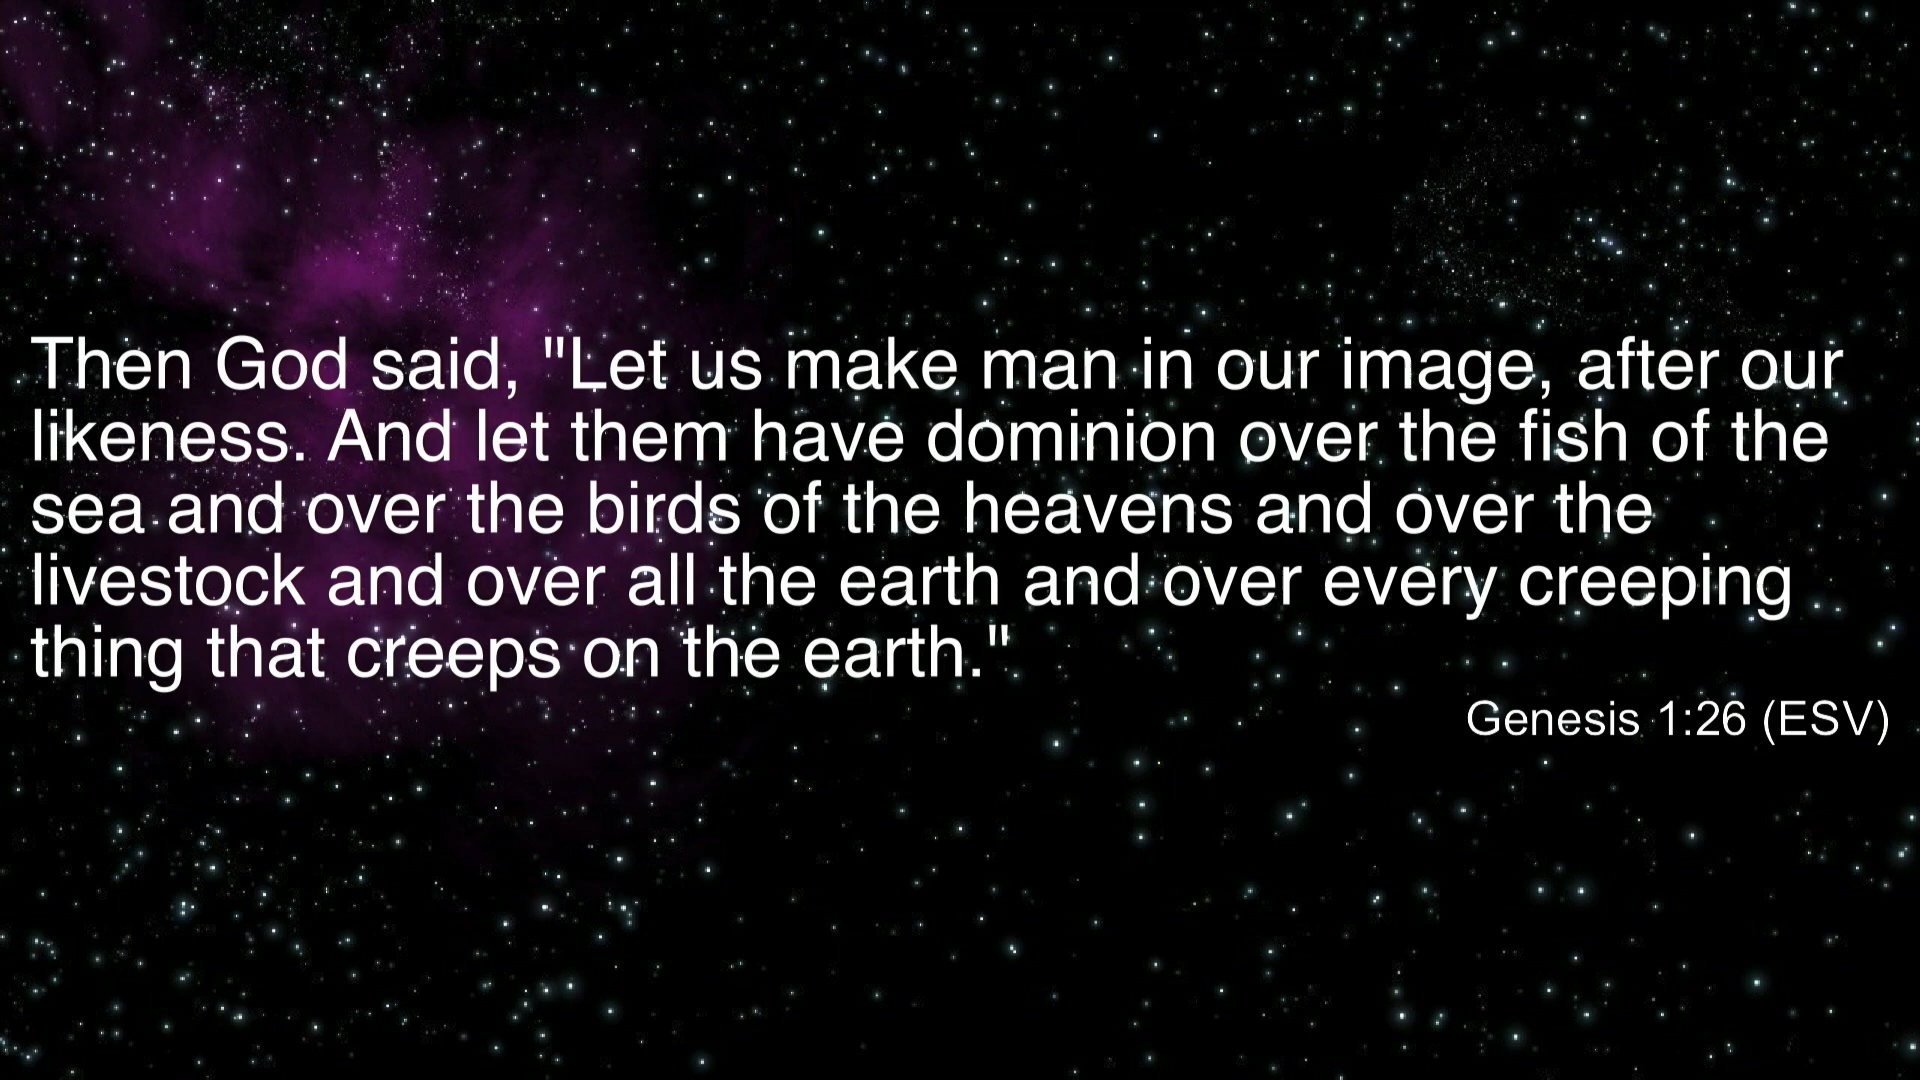 Then God said, "Let us make man in our image, after our
likeness. And let them have dominion over the fish of the
sea and over the birds of the heavens and over the
livestock and over all the earth and over every creeping
thing that creeps on the earth."
Genesis 1:26 (ESV)